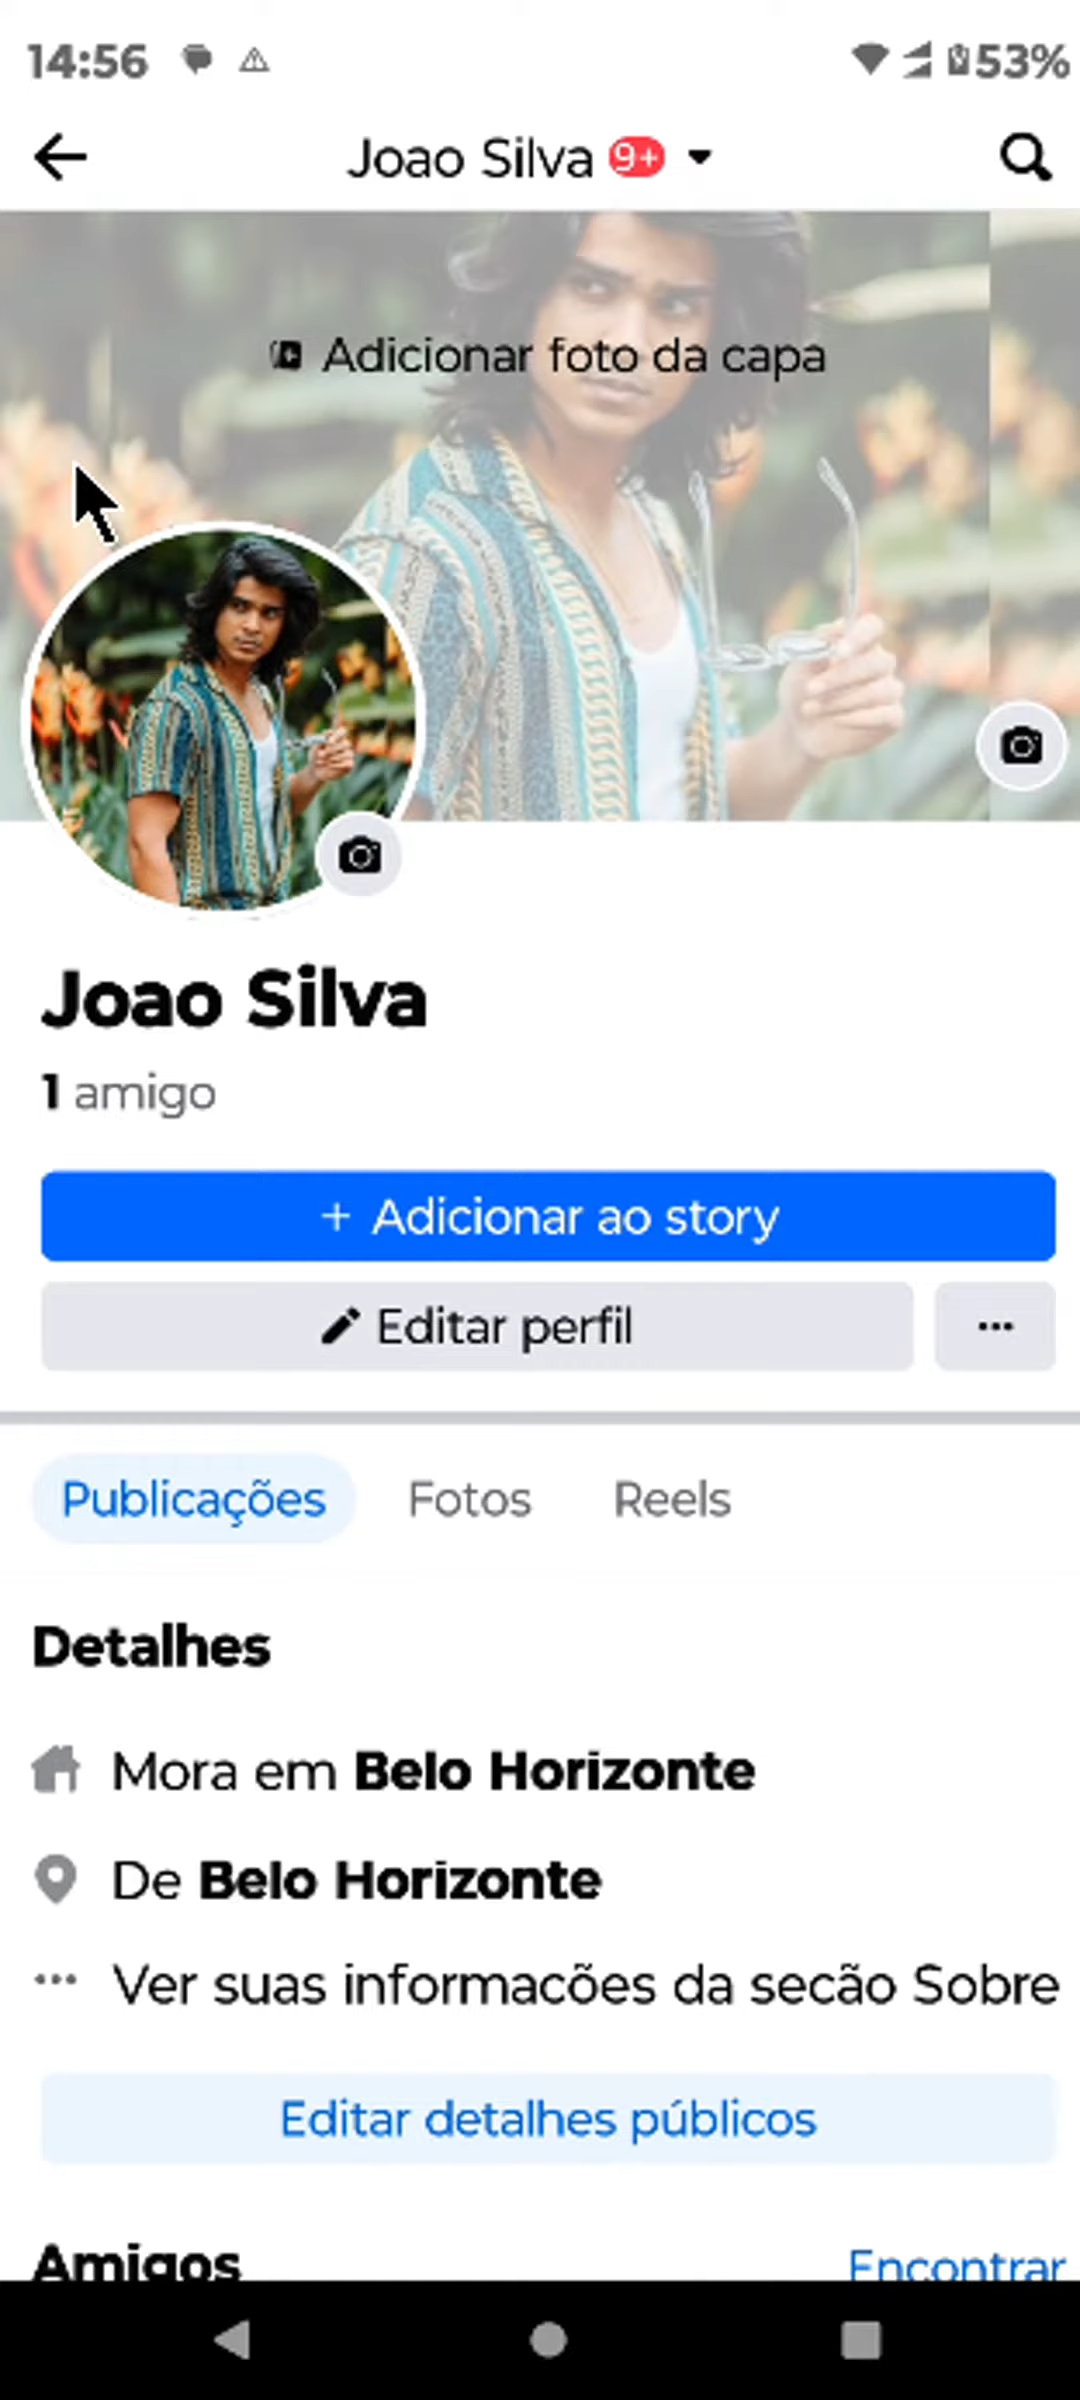 14:56 53%
Joao Silva 9+
Adicionar foto da capa
Joao Silva
1 amigo
+ Adicionar ao story
Editar perfil
Publicações Fotos Reels
Detalhes
Mora em Belo Horizonte
De Belo Horizonte
Ver suas informacões da secão Sobre
Editar detalhes públicos
Amigos Encontrar